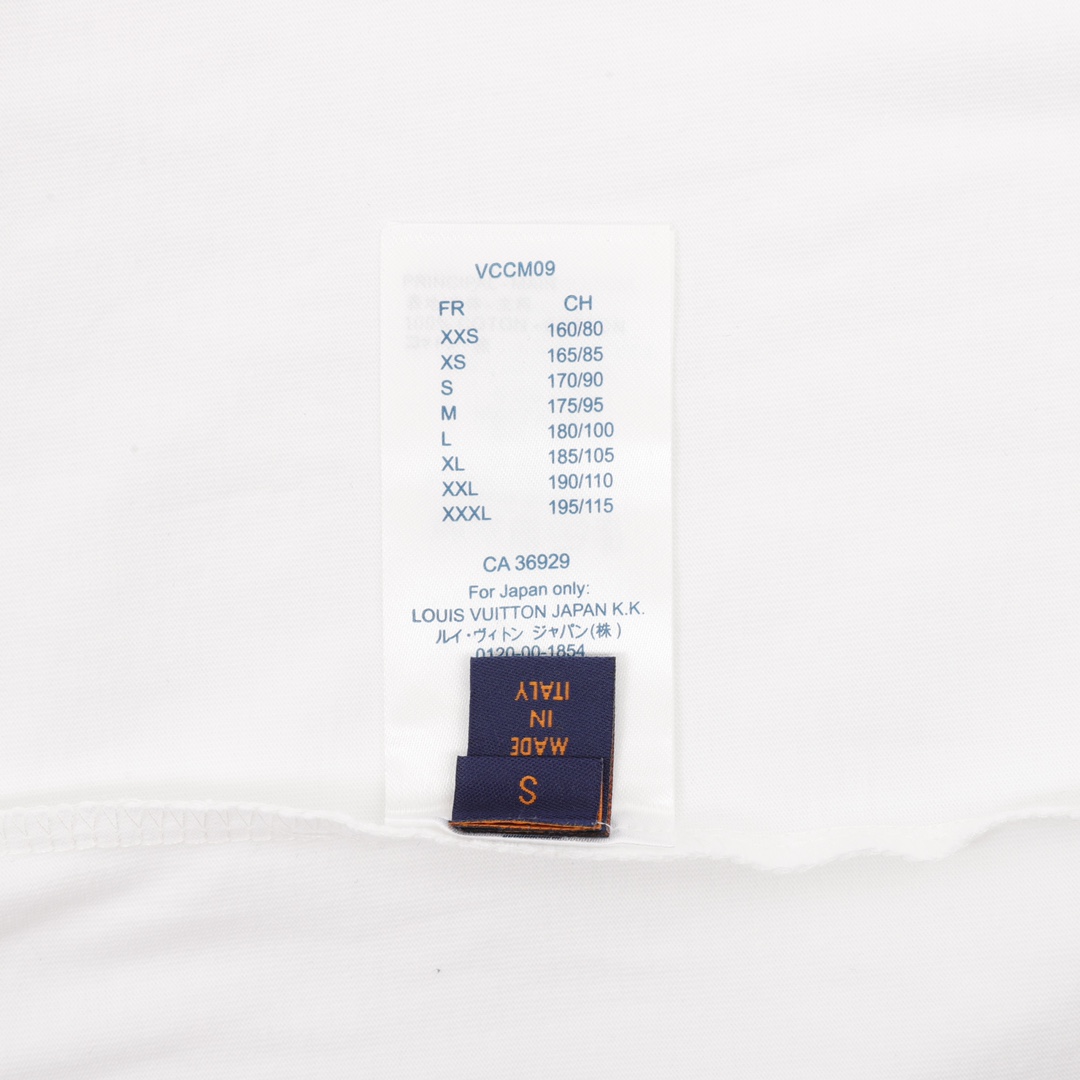 VCCM09
FR CH
XXS 160/80
XS 165/85
S 170/90
M 175/95
L 180/100
XL 185/105
XXL 190/110
XXXL 195/115
CA 36929
For Japan only:
LOUIS VUITTON JAPAN K.K.
ルイ・ヴィトン ジャパン(株)
0120-00-1854
MADE
IN
ITALY
S